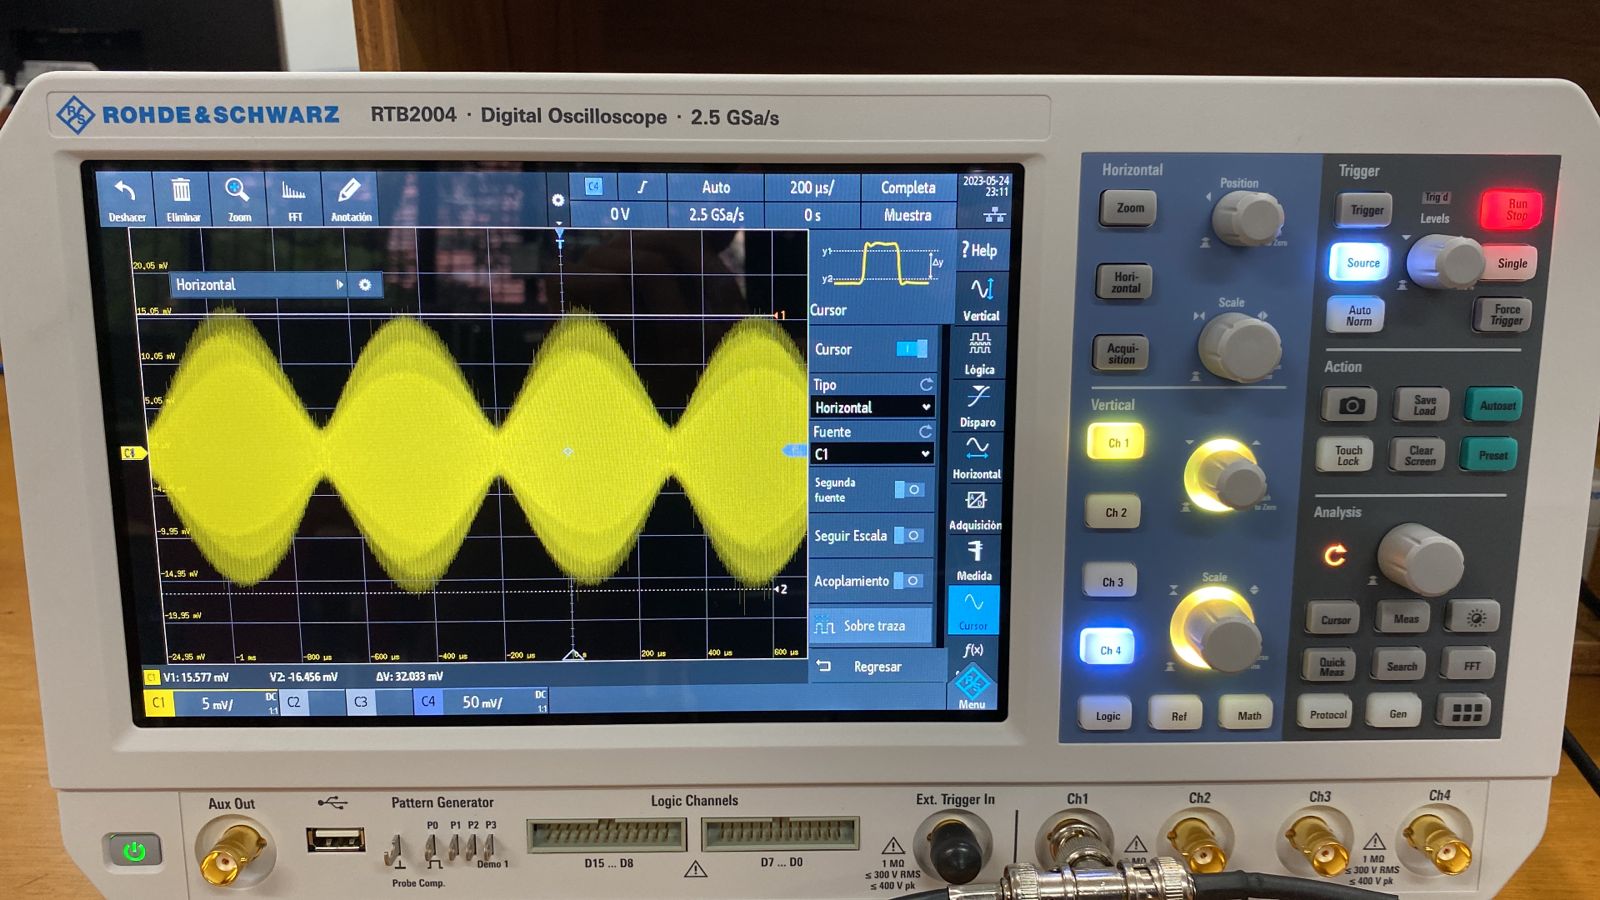 ROHDE & SCHWARZ
RTB2004 · Digital Oscilloscope · 2.5 GSa/s
Deshacer
Eliminar
Zoom
FFT
Anotación
C4
Auto
200 µs/
Completa
0 V
2.5 GSa/s
0 s
Muestra
2023-05-24
23:11
20.05 mV
Horizontal
15.05 mV
10.05 mV
5.05 mV
-9.95 mV
-14.95 mV
-19.95 mV
-24.95 mV
-1 ms
-800 µs
-600 µs
-400 µs
-200 µs
0 s
200 µs
400 µs
600 µs
T
1
2
C1
V1: 15.577 mV
V2: -16.456 mV
ΔV: 32.033 mV
C1
5 mV/
DC
1:1
C2
C3
C4
50 mV/
DC
1:1
y1
y2
Δy
Cursor
Cursor
Tipo
Horizontal
Fuente
C1
Segunda
fuente
Seguir Escala
Acoplamiento
Sobre traza
Regresar
? Help
Vertical
Lógica
Disparo
Horizontal
Adquisición
Medida
Cursor
f(x)
Menu
Horizontal
Zoom
Position
Hori-
zontal
Scale
Acqui-
sition
Vertical
Ch 1
Ch 2
Ch 3
Scale
Ch 4
Logic
Ref
Math
Trigger
Trigger
Trig'd
Levels
Run
Stop
Source
Single
Auto
Norm
Force
Trigger
Action
Save
Load
Autoset
Touch
Lock
Clear
Screen
Preset
Analysis
Cursor
Meas
Quick
Meas
Search
FFT
Protocol
Gen
Aux Out
Pattern Generator
P0
P1
P2
P3
Demo 1
Probe Comp.
Logic Channels
D15 ... D8
D7 ... D0
Ext. Trigger In
1 MΩ
≤ 300 V RMS
≤ 400 V pk
Ch1
Ch2
Ch3
Ch4
1 MΩ
≤ 300 V RMS
≤ 400 V pk